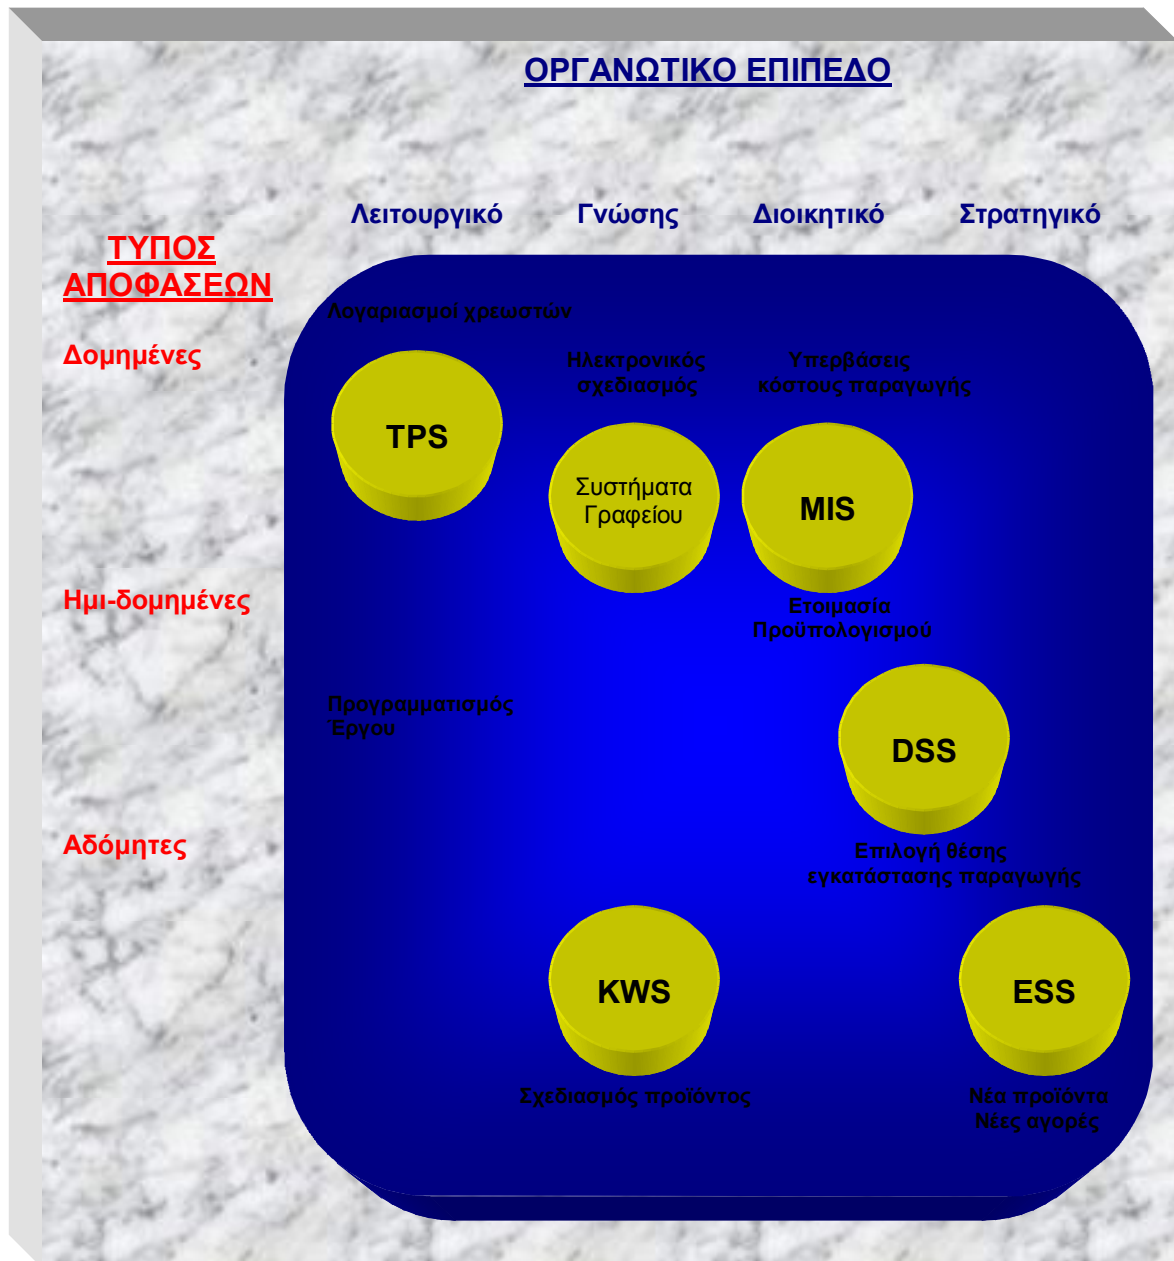 ΟΡΓΑΝΩΤΙΚΟ ΕΠΙΠΕΔΟ
Λειτουργικό Γνώσης Διοικητικό Στρατηγικό
ΤΥΠΟΣ
ΑΠΟΦΑΣΕΩΝ
Λογαριασμοί χρεωστών
Δομημένες
Ηλεκτρονικός
σχεδιασμός
Υπερβάσεις
κόστους παραγωγής
TPS
Συστήματα
Γραφείου
MIS
Ημι-δομημένες
Ετοιμασία
Προϋπολογισμού
Προγραμματισμός
Έργου
DSS
Αδόμητες
Επιλογή θέσης
εγκατάστασης παραγωγής
KWS
ESS
Σχεδιασμός προϊόντος
Νέα προϊόντα
Νέες αγορές